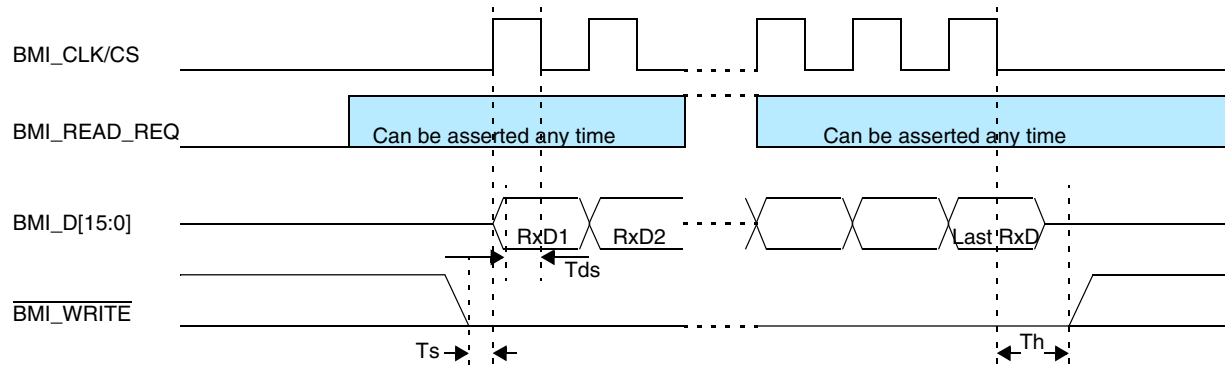 BMI_CLK/CS
BMI_READ_REQ
Can be asserted any time
Can be asserted any time
BMI_D[15:0]
RxD1
RxD2
Last RxD
Tds
BMI_WRITE
Ts
Th